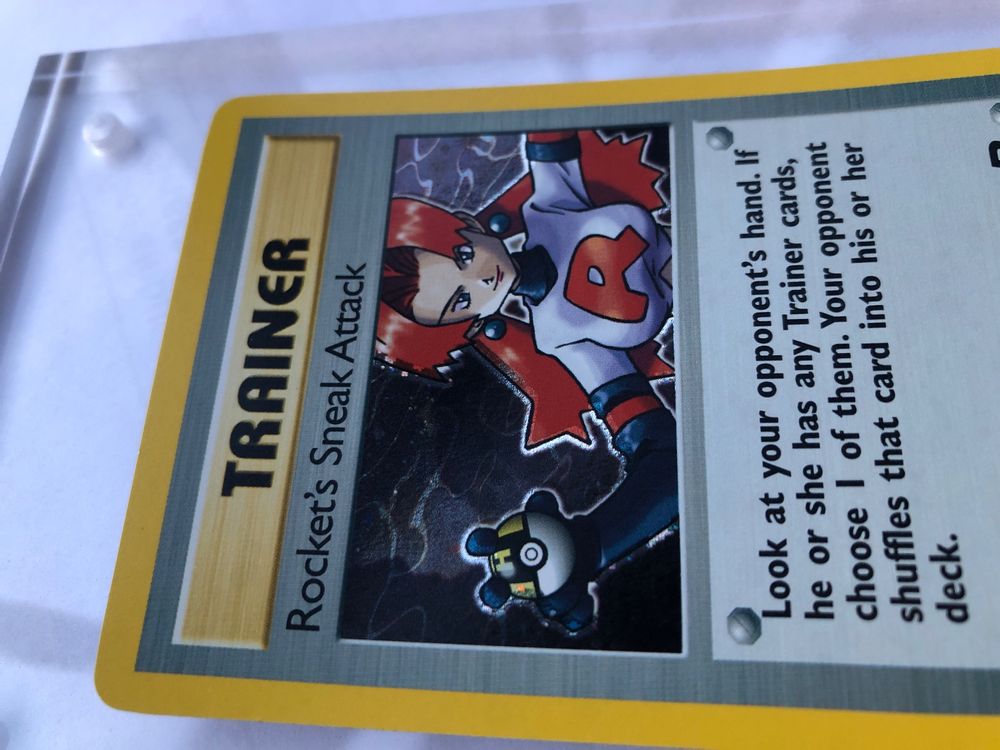 TRAINER
Rocket's Sneak Attack
R
H
Look at your opponent's hand. If
he or she has any Trainer cards,
choose 1 of them. Your opponent
shuffles that card into his or her
deck.